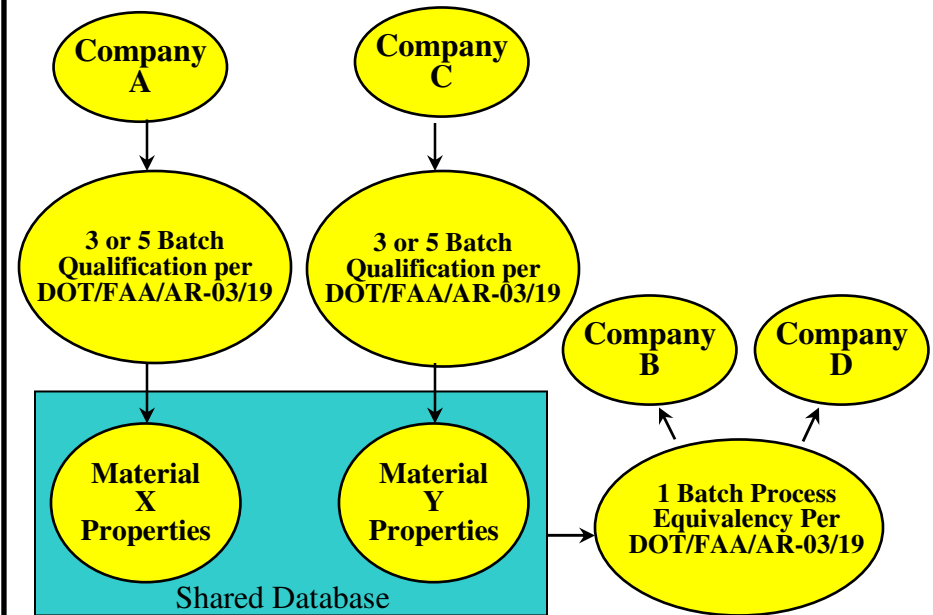 Company
A
Company
C
3 or 5 Batch
Qualification per
DOT/FAA/AR-03/19
3 or 5 Batch
Qualification per
DOT/FAA/AR-03/19
Company
B
Company
D
Material
X
Properties
Material
Y
Properties
1 Batch Process
Equivalency Per
DOT/FAA/AR-03/19
Shared Database